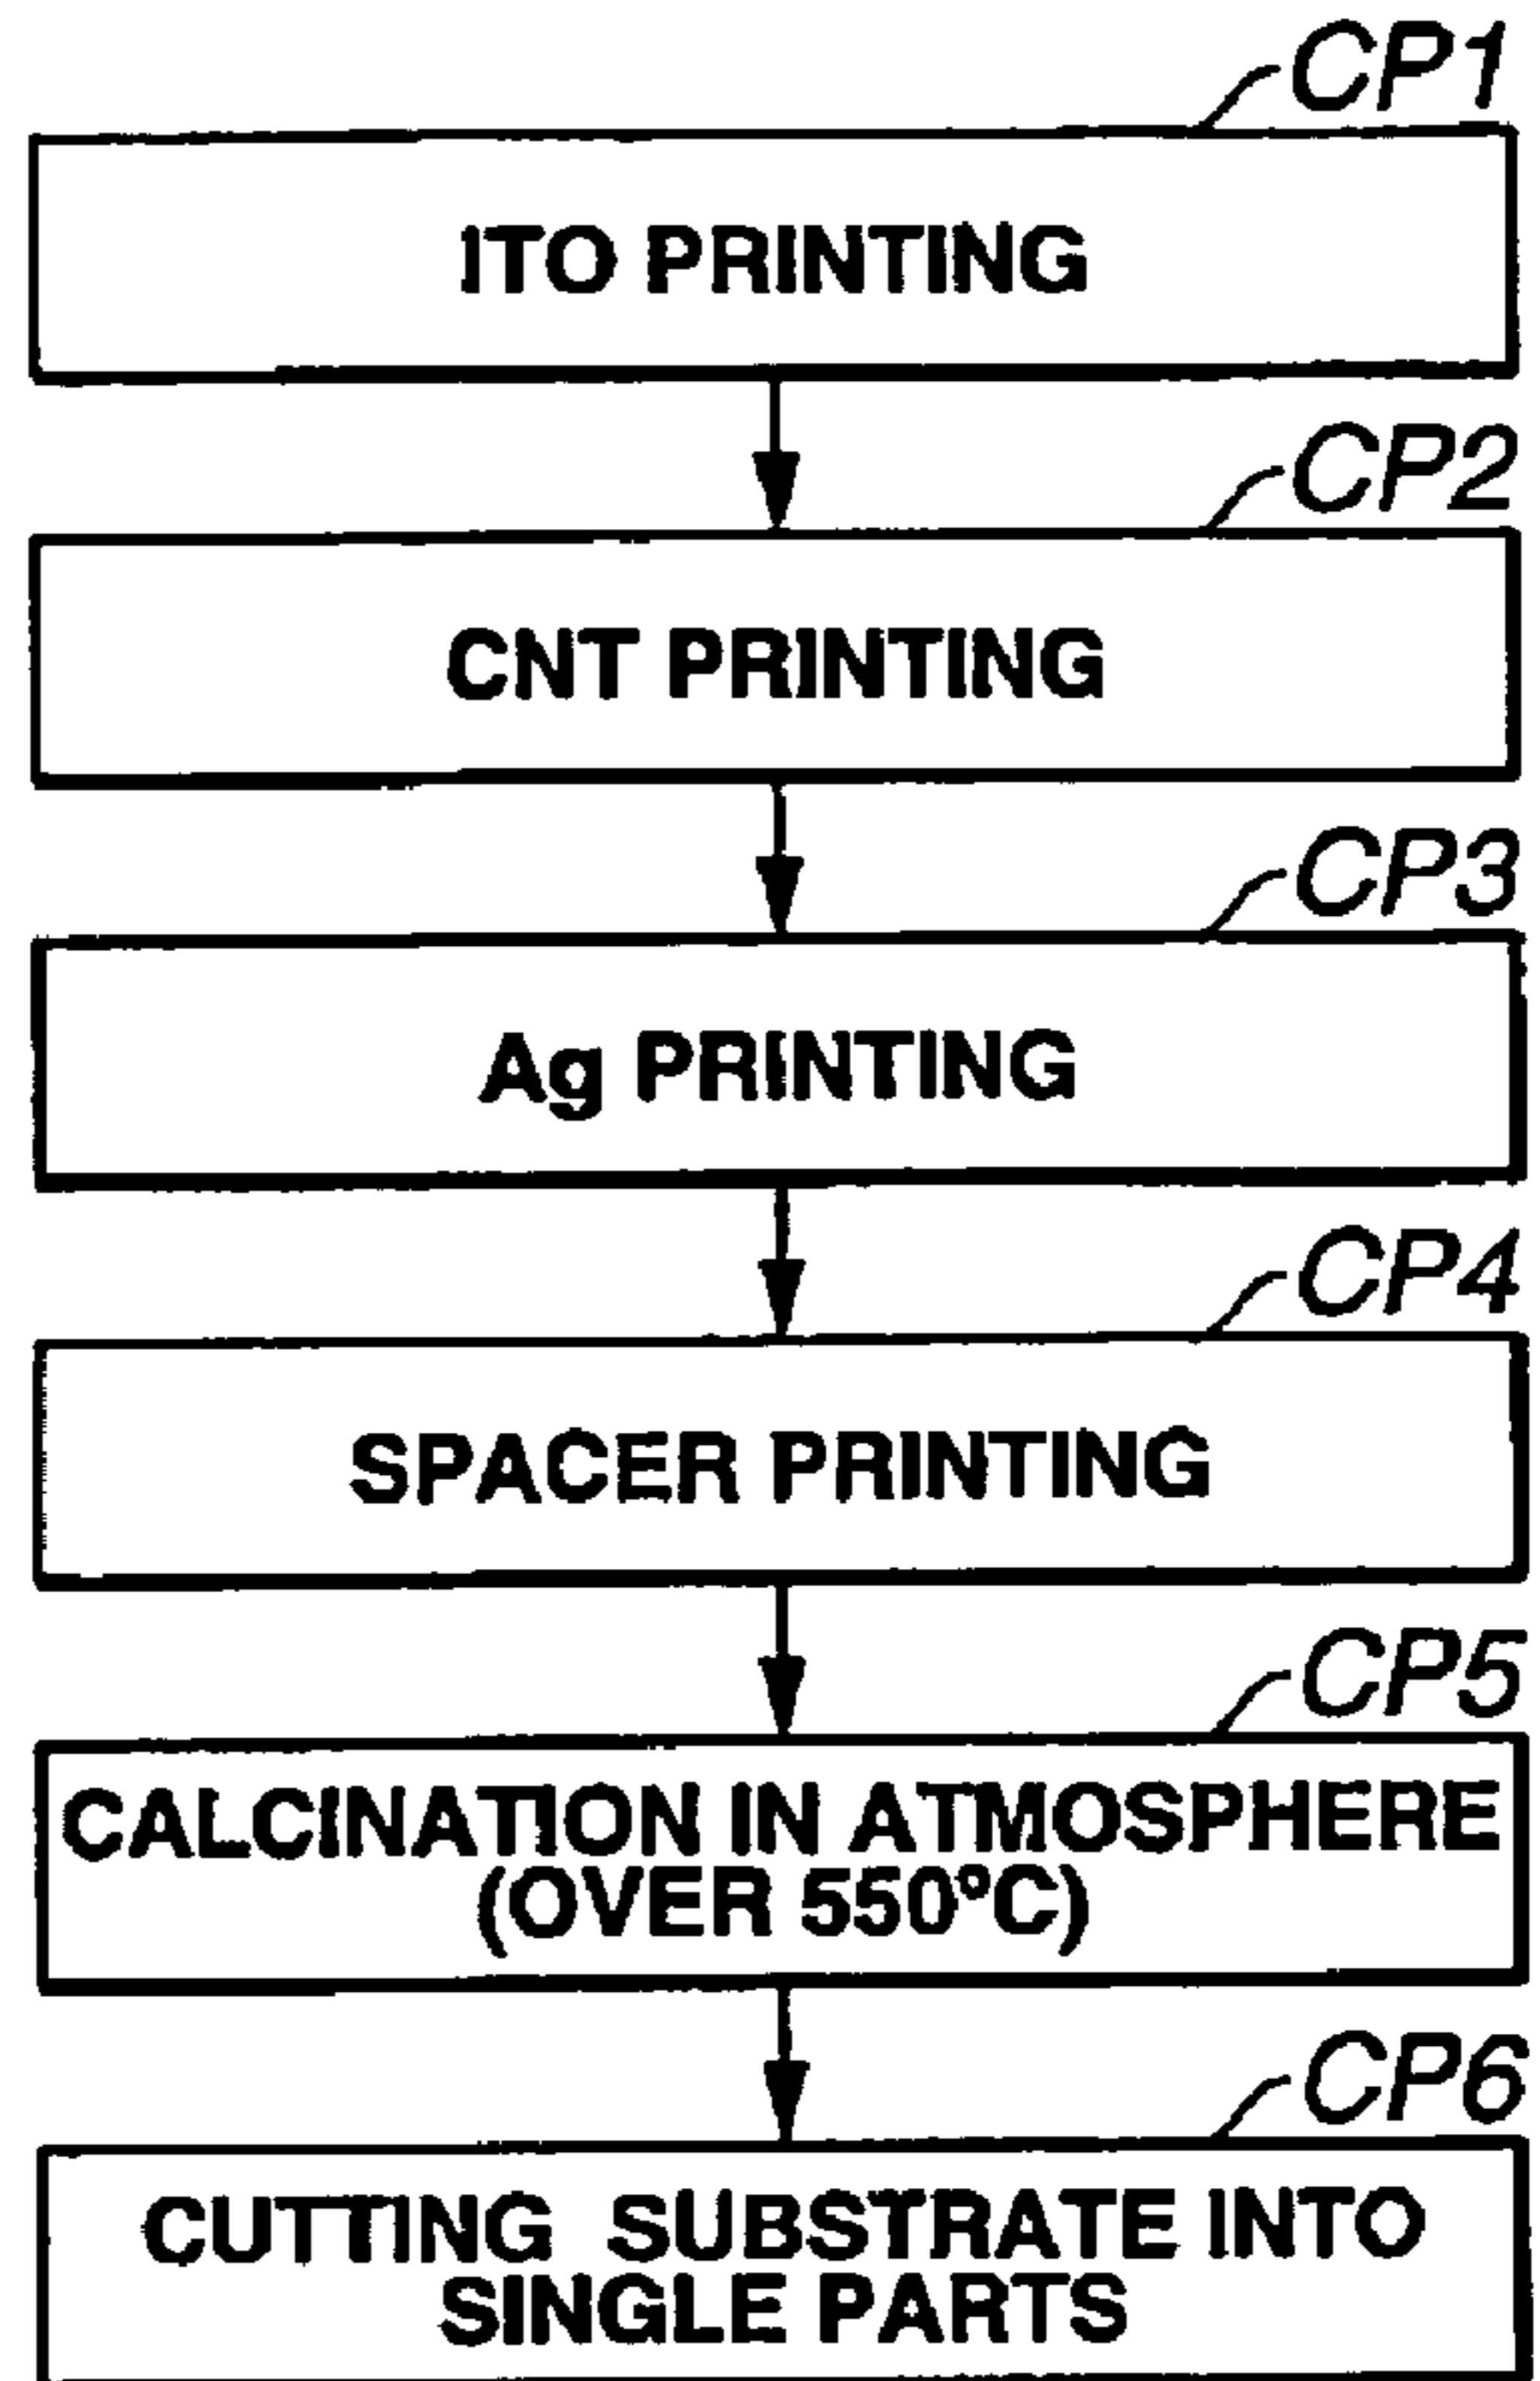 CP1
ITO PRINTING
CP2
CNT PRINTING
CP3
Ag PRINTING
CP4
SPACER PRINTING
CP5
CALCINATION IN ATMOSPHERE
(OVER 550°C)
CP6
CUTTING SUBSTRATE INTO
SINGLE PARTS